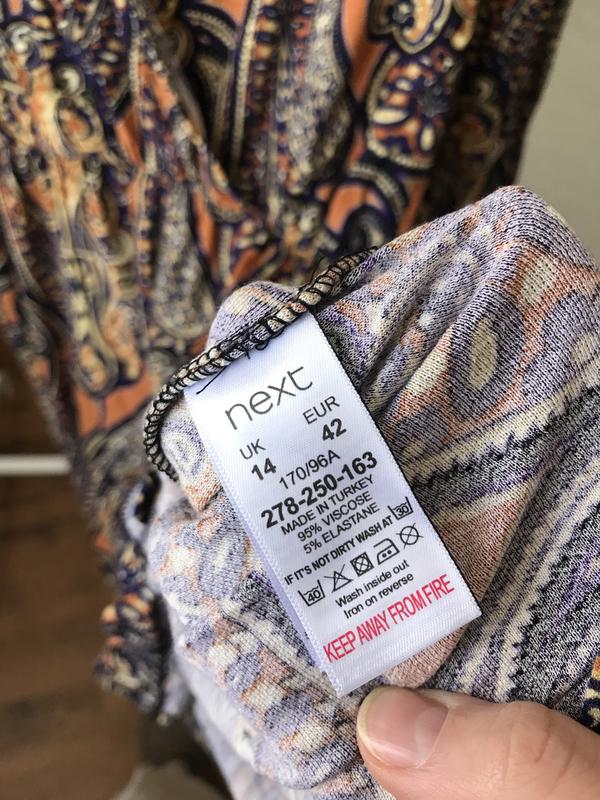 next
UK EUR
14 42
170/96A
278-250-163
MADE IN TURKEY
95% VISCOSE
5% ELASTANE
IF IT'S NOT DIRTY WASH AT 30
40
Wash inside out
Iron on reverse
KEEP AWAY FROM FIRE